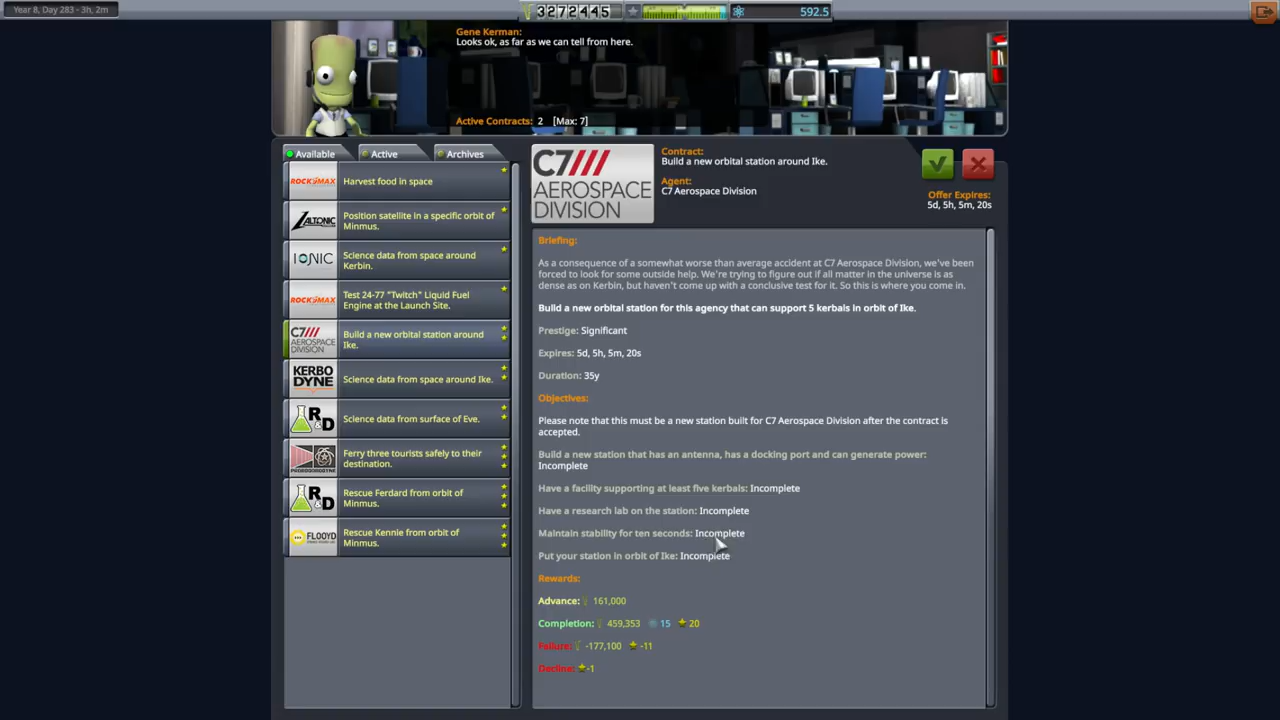 Year 8, Day 283 - 3h, 2m
3272445
592.5
Gene Kerman:
Looks ok, as far as we can tell from here.
Active Contracts: 2 [Max: 7]
Available
Active
Archives
ROCKOMAX
Harvest food in space
ZALTONIC
Position satellite in a specific orbit of
Minmus.
IONIC
Science data from space around
Kerbin.
ROCKOMAX
Test 24-77 "Twitch" Liquid Fuel
Engine at the Launch Site.
C7///
AEROSPACE
DIVISION
Build a new orbital station around
Ike.
KERBO
DYNE
Science data from space around Ike.
R&D
Science data from surface of Eve.
Ferry three tourists safely to their
destination.
R&D
Rescue Ferdard from orbit of
Minmus.
FLOOYD
Rescue Kennie from orbit of
Minmus.
C7///
AEROSPACE
DIVISION
Contract:
Build a new orbital station around Ike.
Agent:
C7 Aerospace Division
Offer Expires:
5d, 5h, 5m, 20s
Briefing:
As a consequence of a somewhat worse than average accident at C7 Aerospace Division, we've been
forced to look for some outside help. We're trying to figure out if all matter in the universe is as
dense as on Kerbin, but haven't come up with a conclusive test for it. So this is where you come in.
Build a new orbital station for this agency that can support 5 kerbals in orbit of Ike.
Prestige: Significant
Expires: 5d, 5h, 5m, 20s
Duration: 35y
Objectives:
Please note that this must be a new station built for C7 Aerospace Division after the contract is
accepted.
Build a new station that has an antenna, has a docking port and can generate power:
Incomplete
Have a facility supporting at least five kerbals: Incomplete
Have a research lab on the station: Incomplete
Maintain stability for ten seconds: Incomplete
Put your station in orbit of Ike: Incomplete
Rewards:
Advance: 161,000
Completion: 459,353 15 20
Failure: -177,100 -11
Decline: -1